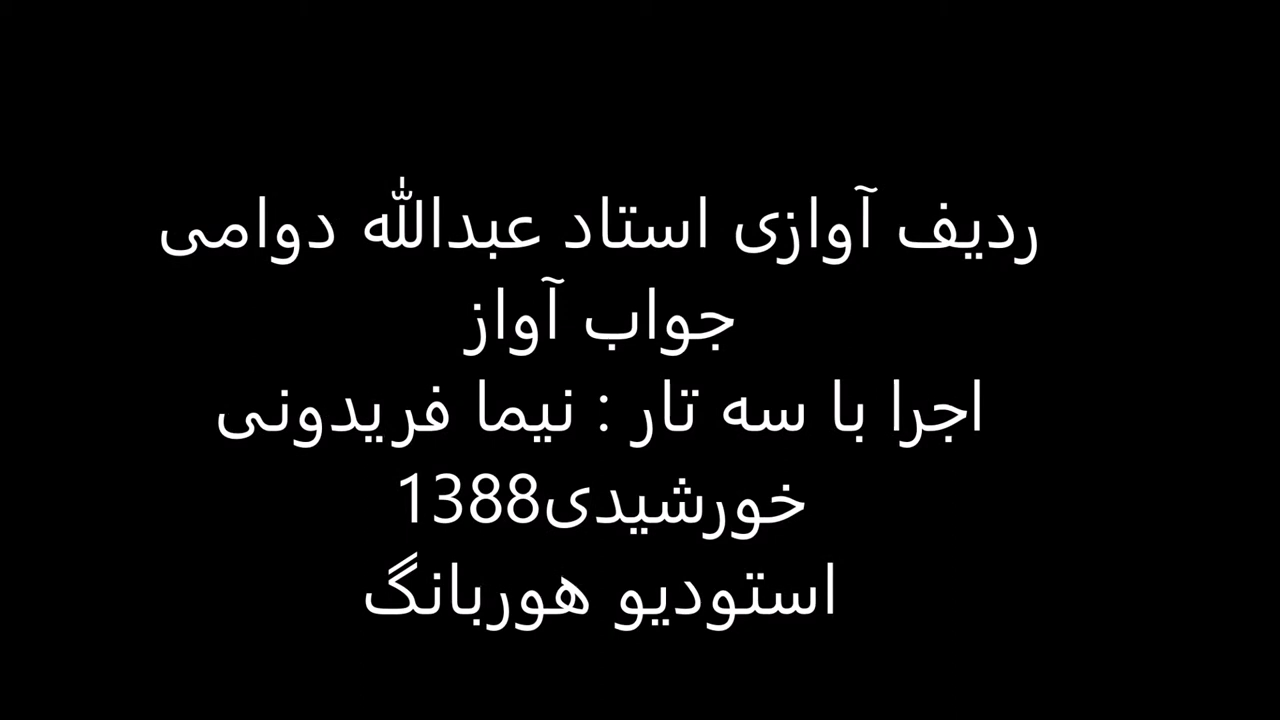 ردیف آوازی استاد عبدالله دوامی
جواب آواز
اجرا با سه تار : نیما فریدونی
خورشیدی1388
استودیو هوربانگ